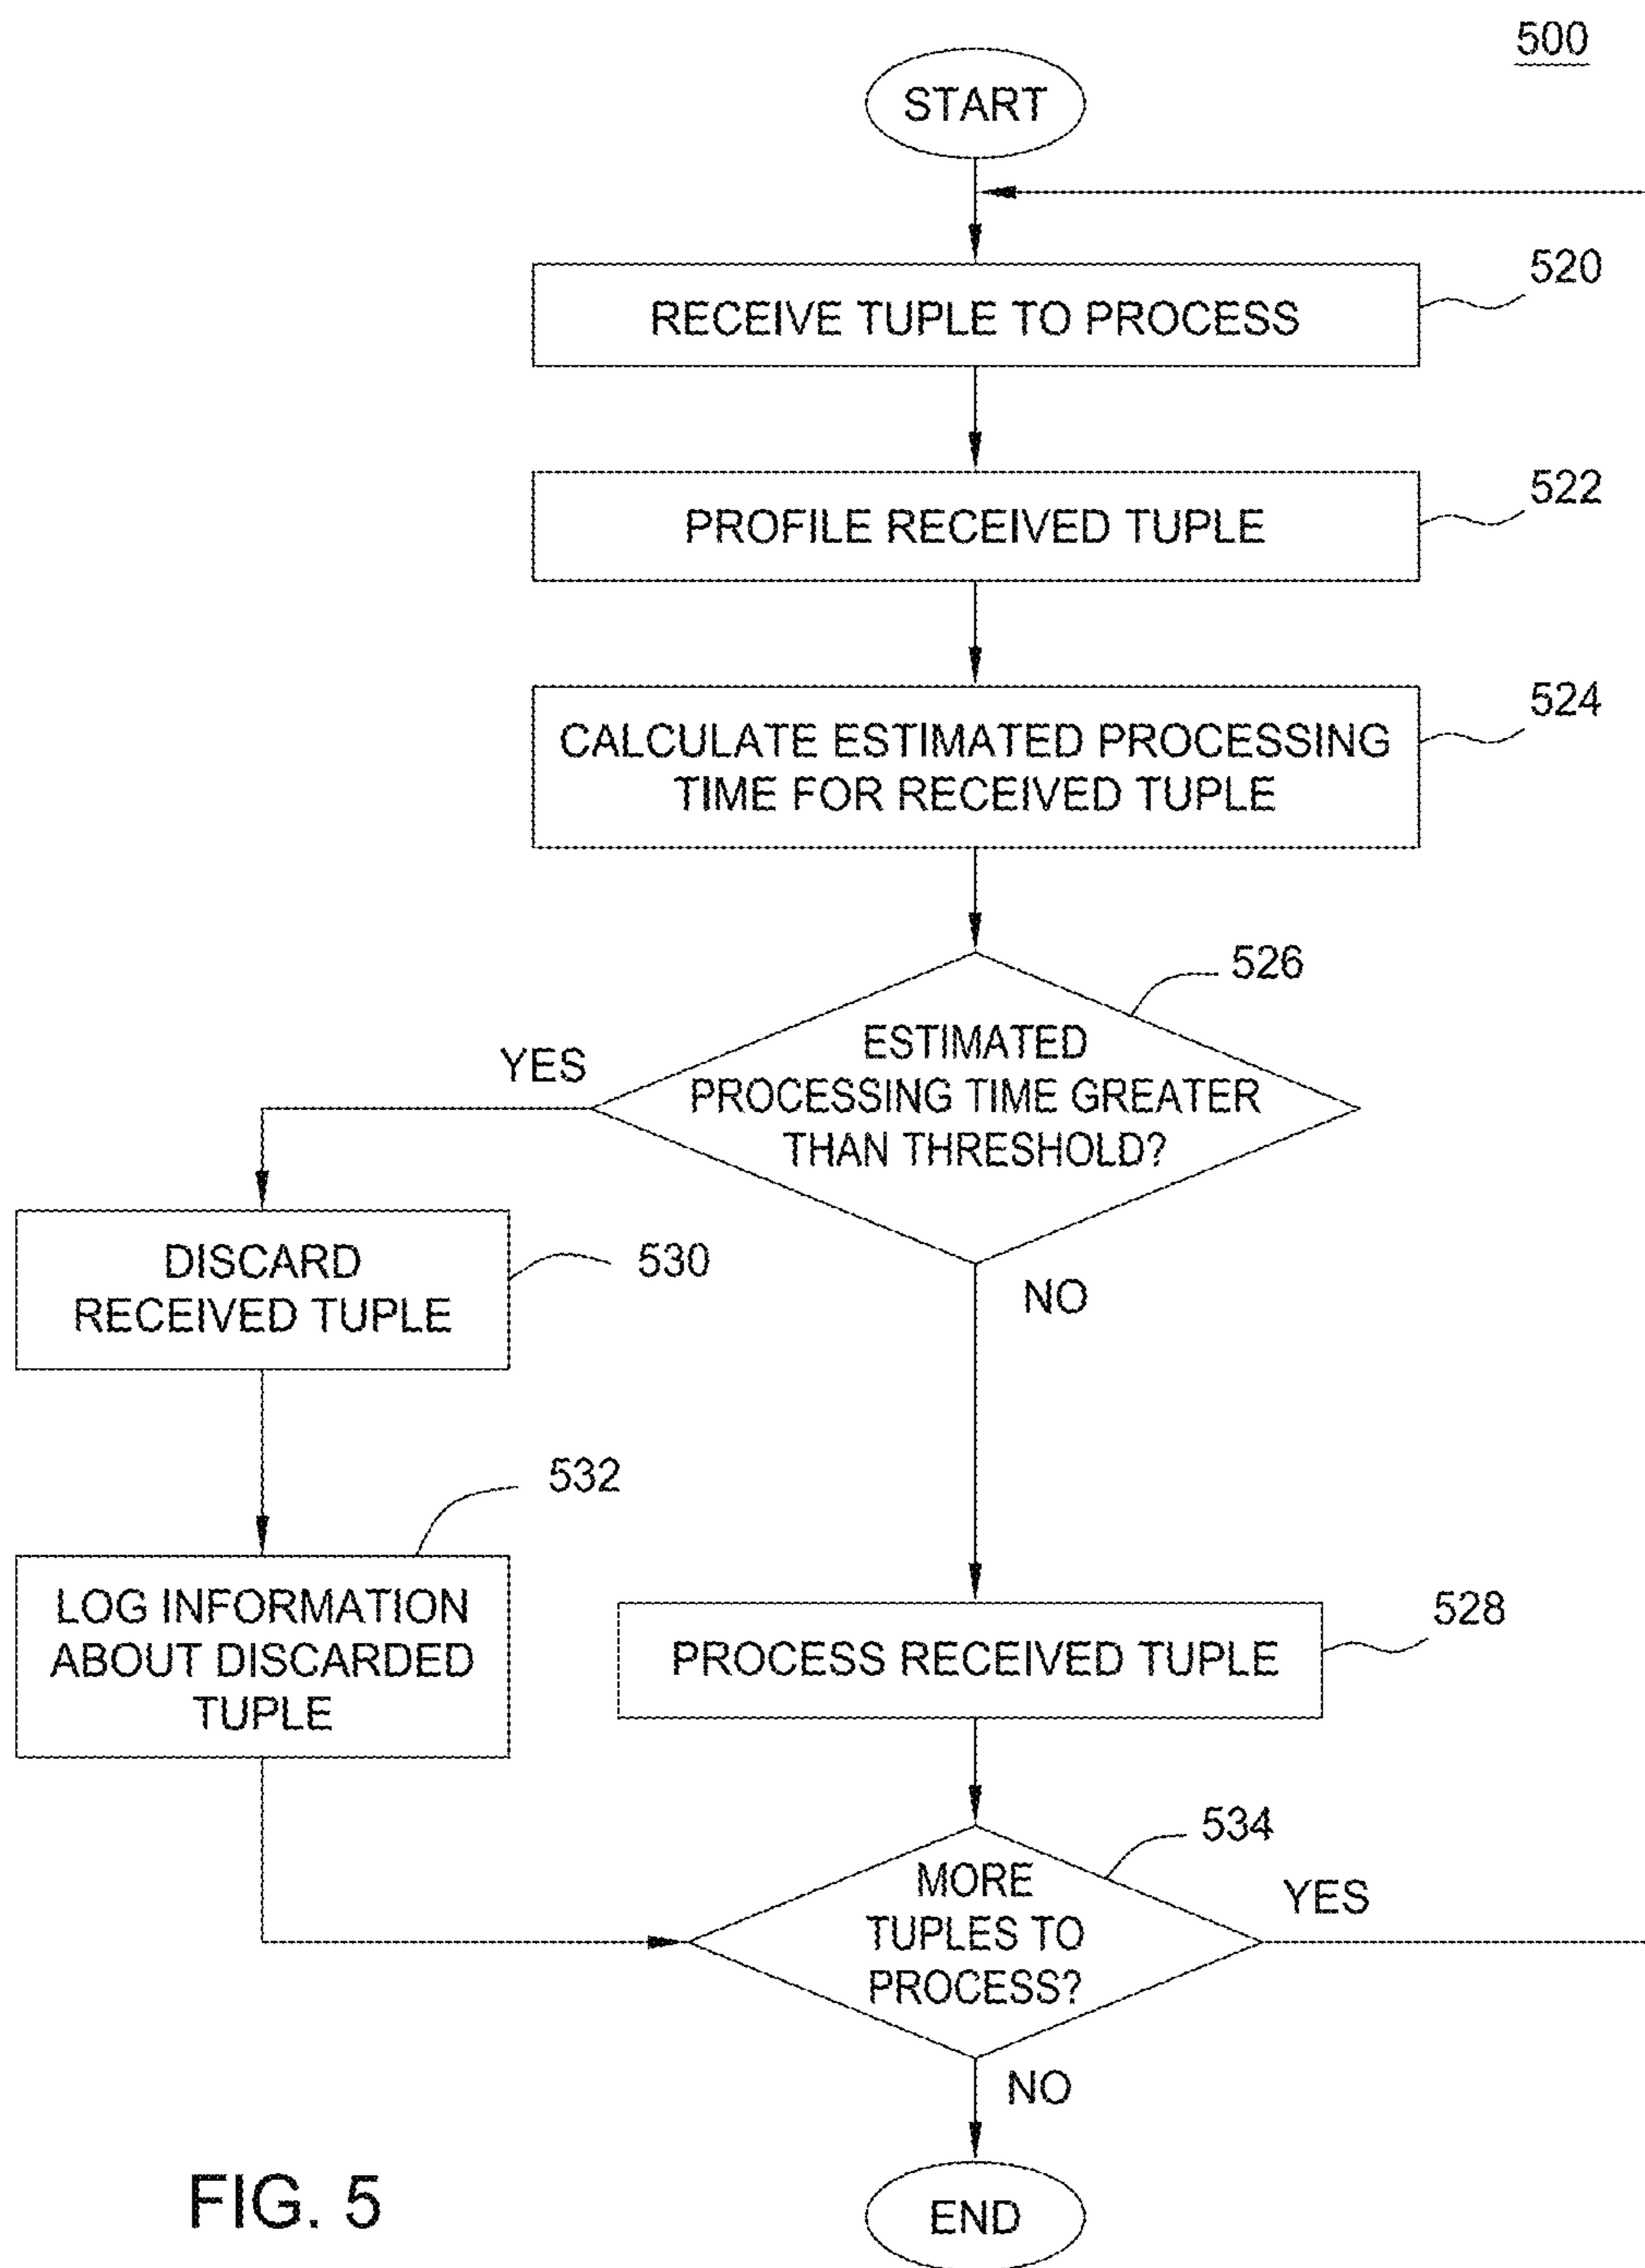 500
START
RECEIVE TUPLE TO PROCESS
520
PROFILE RECEIVED TUPLE
522
CALCULATE ESTIMATED PROCESSING
TIME FOR RECEIVED TUPLE
524
526
ESTIMATED
PROCESSING TIME GREATER
THAN THRESHOLD?
YES
NO
DISCARD
RECEIVED TUPLE
530
532
LOG INFORMATION
ABOUT DISCARDED
TUPLE
PROCESS RECEIVED TUPLE
528
534
MORE
TUPLES TO
PROCESS?
YES
NO
END
FIG. 5